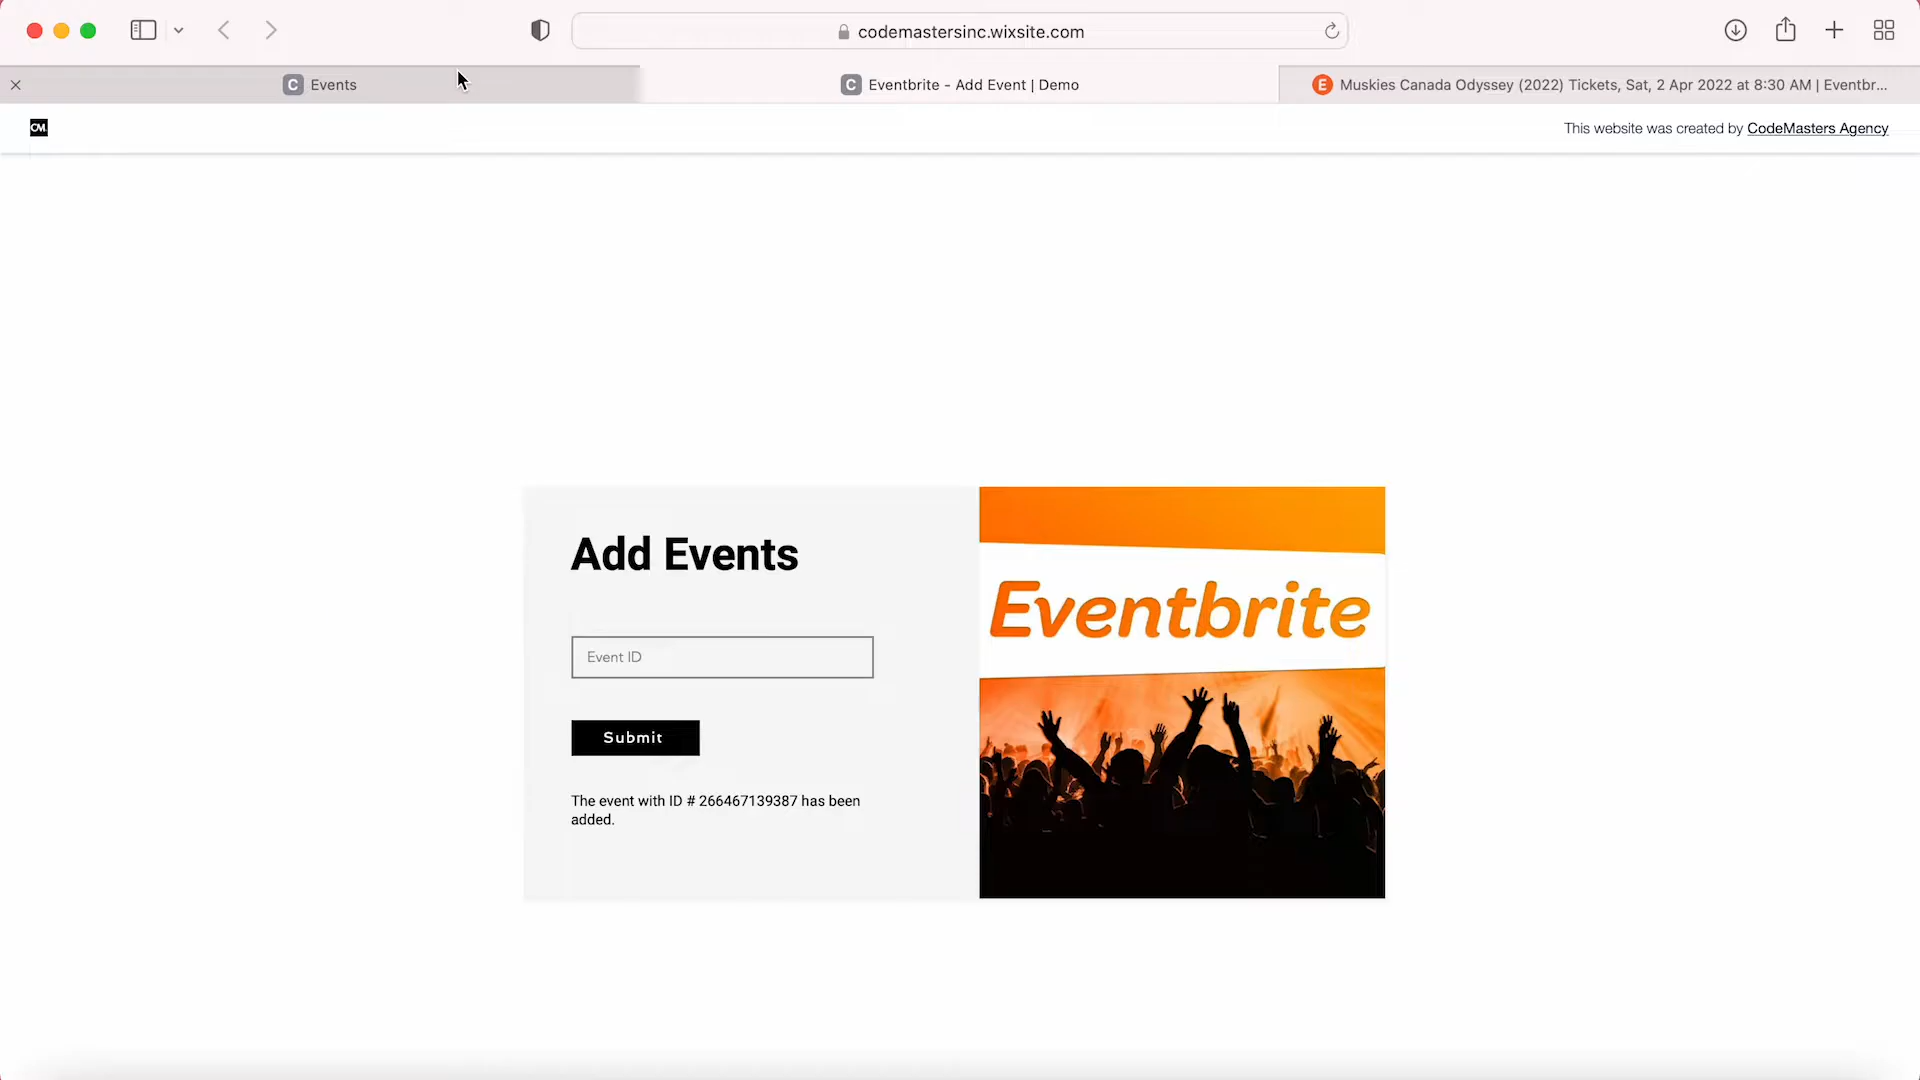 codemastersinc.wixsite.com
C Events
C Eventbrite - Add Event | Demo
E Muskies Canada Odyssey (2022) Tickets, Sat, 2 Apr 2022 at 8:30 AM | Eventbr...
CM
This website was created by CodeMasters Agency
Add Events
Event ID
Submit
The event with ID # 266467139387 has been
added.
Eventbrite